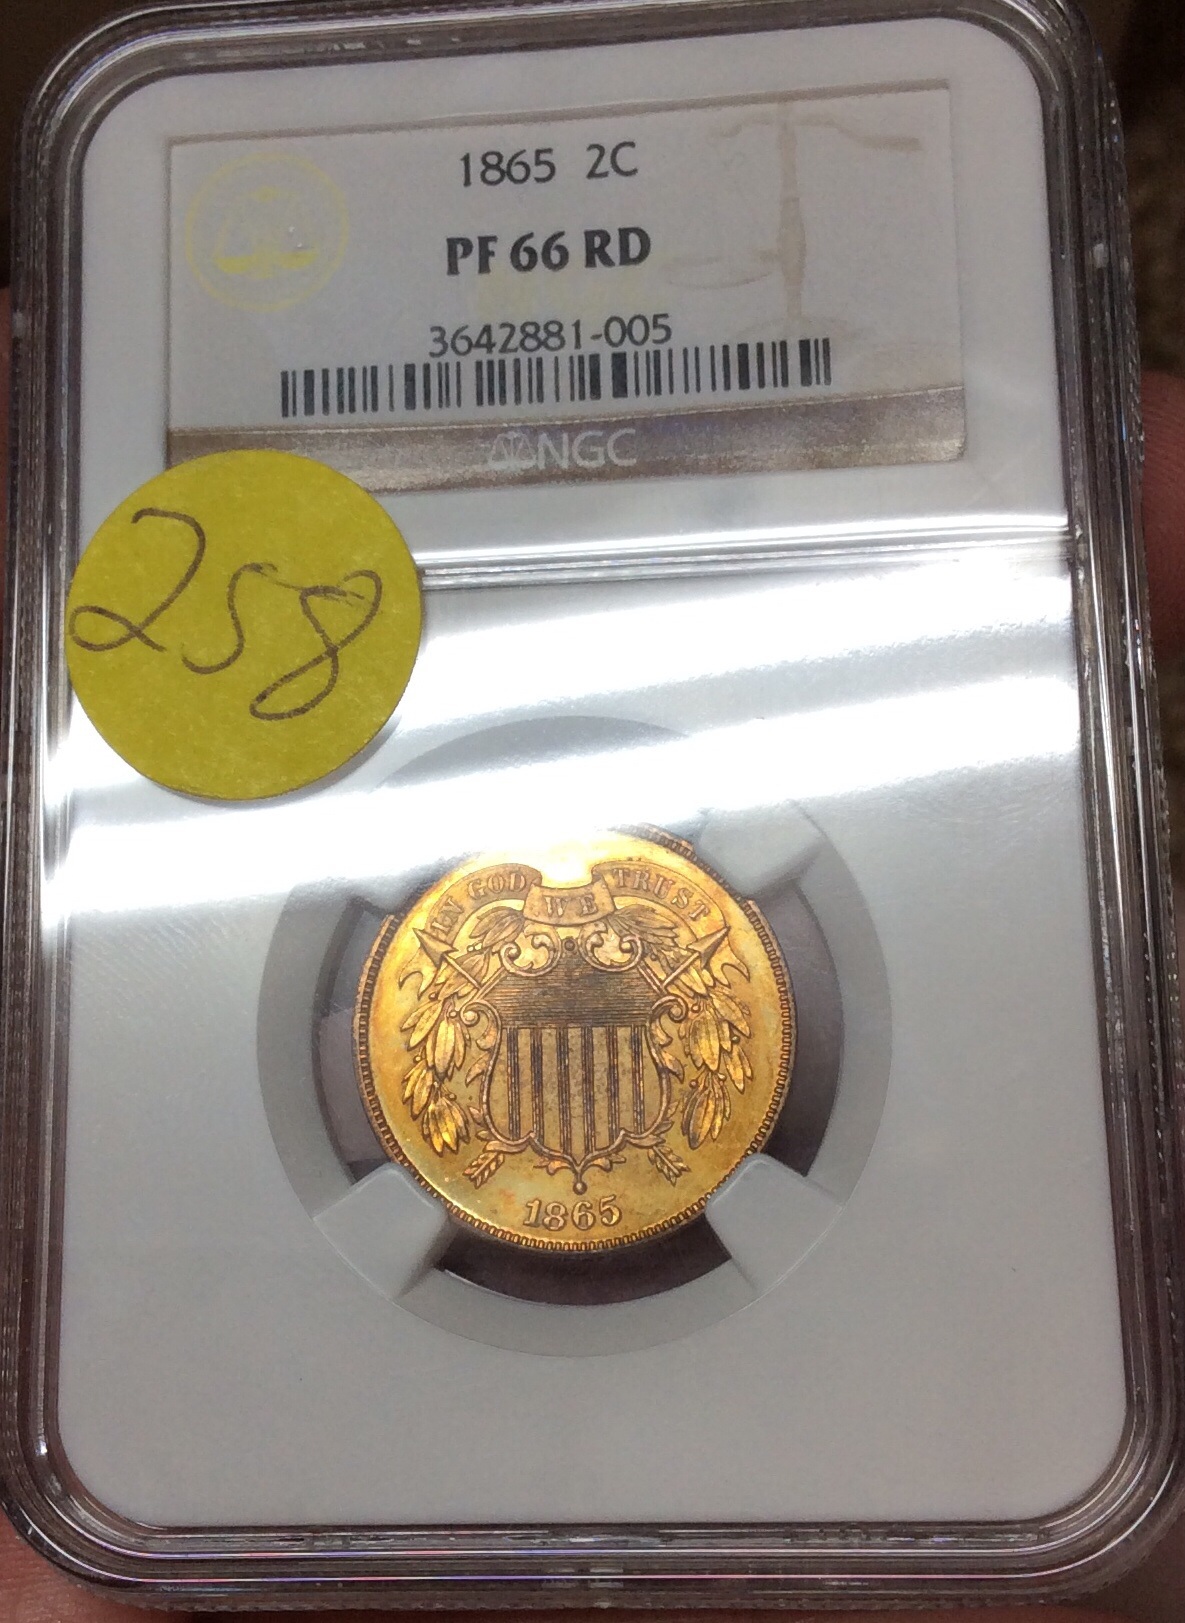 1865 2C
PF 66 RD
3642881-005
NGC
258
IN GOD WE TRUST
1865